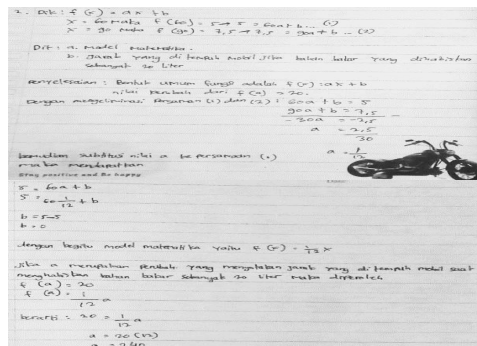 2. Dik : f(x) = ax + b
x = 60 maka f(60) = 5 → 5 = 60a + b ... (1)
x = 90 maka f(90) = 7,5 → 7,5 = 90a + b ... (2)
Dit : a. Model Matematika.
b. Jarak yang ditempuh mobil jika bahan bakar yang dihabiskan
sebanyak 20 liter
Penyelesaian : Bentuk umum fungsi adalah f(x) : ax + b
nilai peubah dari f(x) = 20.
Dengan mengeliminasi Persamaan (1) dan (2) : 60a + b = 5
90a + b = 7,5 -
-30a = -2,5
a = 2,5
30
a = 1
12
kemudian subtitusi nilai a ke persamaan (1)
maka mendapatkan
Stay positive and Be happy
5 = 60a + b
5 = 60 1/12 + b
b = 5-5
b = 0
dengan begitu model matematika yaitu f(x) = 1/12 x
Jika a merupakan peubah yang menyatakan jarak yang ditempuh mobil saat
menghabiskan bahan bakar sebanyak 20 liter maka diperoleh
f(a) = 20
f(a) = 1
12 a
berarti : 20 = 1/12 a
a = 20 (12)
a = 240